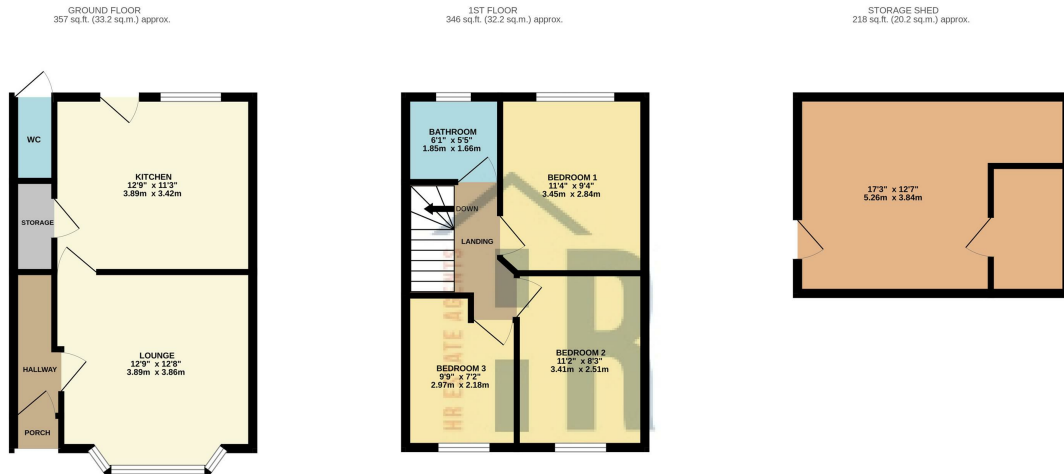 GROUND FLOOR
357 sq.ft. (33.2 sq.m.) approx.
1ST FLOOR
346 sq.ft. (32.2 sq.m.) approx.
STORAGE SHED
218 sq.ft. (20.2 sq.m.) approx.
WC
KITCHEN
12'9" x 11'3"
3.89m x 3.42m
STORAGE
LOUNGE
12'9" x 12'8"
3.89m x 3.86m
HALLWAY
PORCH
BATHROOM
6'1" x 5'5"
1.85m x 1.66m
BEDROOM 1
11'4" x 9'4"
3.45m x 2.84m
DOWN
LANDING
BEDROOM 2
11'2" x 8'3"
3.41m x 2.51m
BEDROOM 3
9'9" x 7'2"
2.97m x 2.18m
HR ESTATE AGENTS
HR
17'3" x 12'7"
5.26m x 3.84m